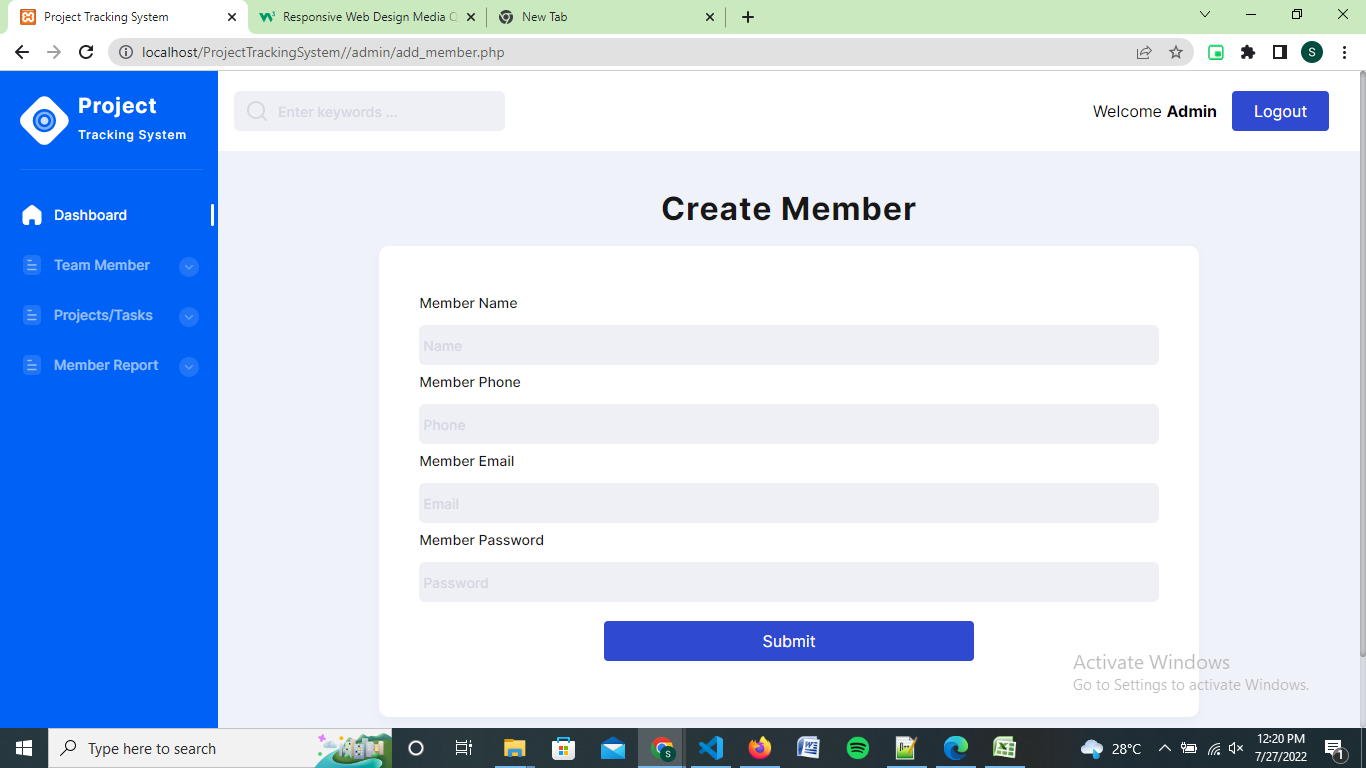 Project Tracking System
Responsive Web Design Media Q
New Tab
localhost/ProjectTrackingSystem//admin/add_member.php
S
Project
Tracking System
Enter keywords ...
Welcome Admin
Logout
Dashboard
Team Member
Projects/Tasks
Member Report
Create Member
Member Name
Name
Member Phone
Phone
Member Email
Email
Member Password
Password
Submit
Activate Windows
Go to Settings to activate Windows.
Type here to search
28°C
12:20 PM
7/27/2022
1